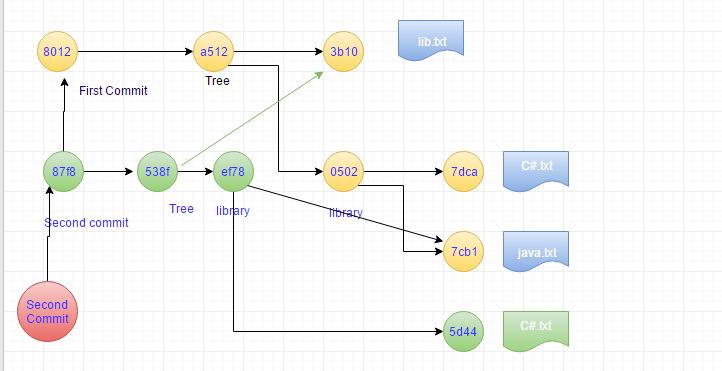 8012
a512
3b10
lib.txt
Tree
First Commit
87f8
538f
ef78
0502
7dca
C#.txt
Tree
library
library
Second commit
7cb1
java.txt
Second
Commit
5d44
C#.txt